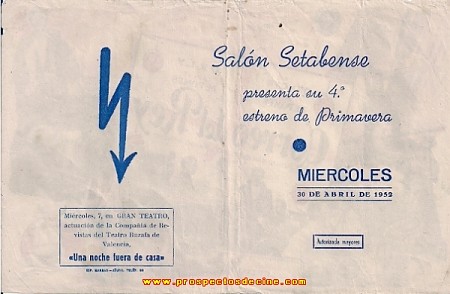 Salón Setabense
presenta su 4.º
estreno de Primavera
MIERCOLES
30 DE ABRIL DE 1952
Autorizada mayores
Miércoles, 7, en GRAN TEATRO,
actuación de la Compañía de Re-
vistas del Teatro Ruzafa de
Valencia,
«Una noche fuera de casa»
www.prospectosdecine.com